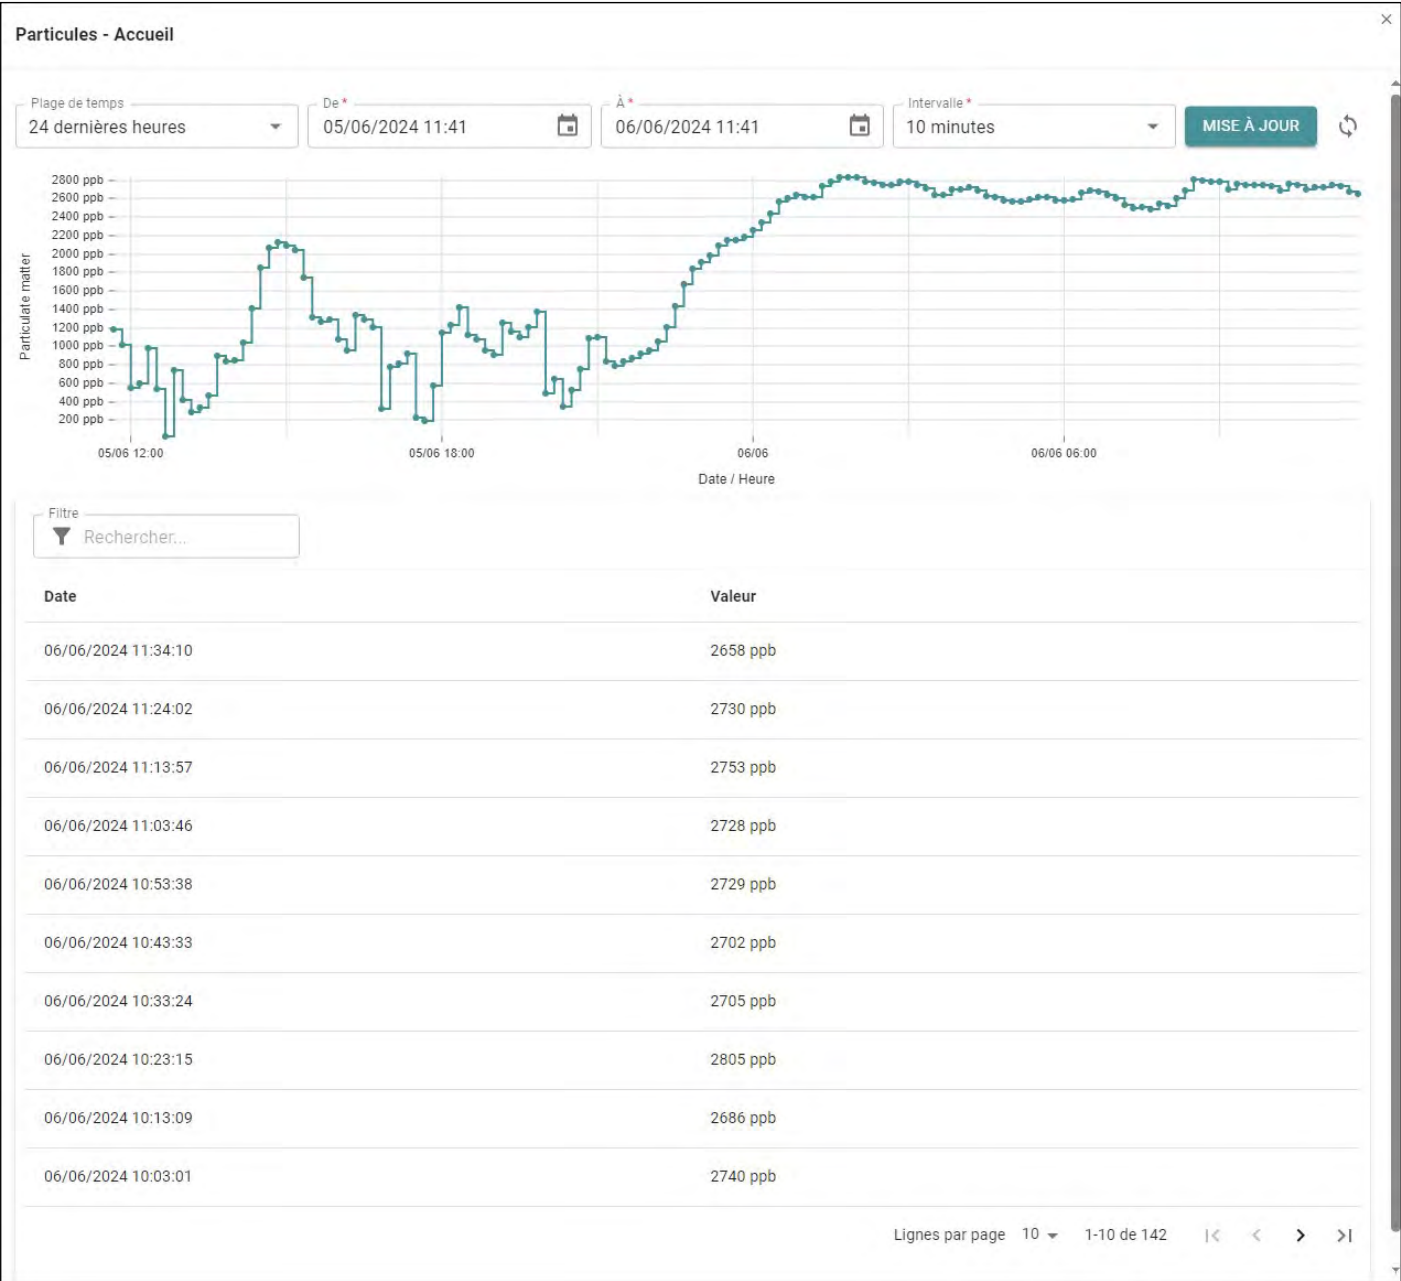 Particules - Accueil
Plage de temps De * À * Intervalle *
24 dernières heures 05/06/2024 11:41 06/06/2024 11:41 10 minutes MISE À JOUR
2800 ppb
2600 ppb
2400 ppb
2200 ppb
2000 ppb
1800 ppb
1600 ppb
1400 ppb
1200 ppb
1000 ppb
800 ppb
600 ppb
400 ppb
200 ppb
Particulate matter
05/06 12:00 05/06 18:00 06/06 06/06 06:00
Date / Heure
Filtre
Rechercher...
Date Valeur
06/06/2024 11:34:10 2658 ppb
06/06/2024 11:24:02 2730 ppb
06/06/2024 11:13:57 2753 ppb
06/06/2024 11:03:46 2728 ppb
06/06/2024 10:53:38 2729 ppb
06/06/2024 10:43:33 2702 ppb
06/06/2024 10:33:24 2705 ppb
06/06/2024 10:23:15 2805 ppb
06/06/2024 10:13:09 2686 ppb
06/06/2024 10:03:01 2740 ppb
Lignes par page 10 1-10 de 142